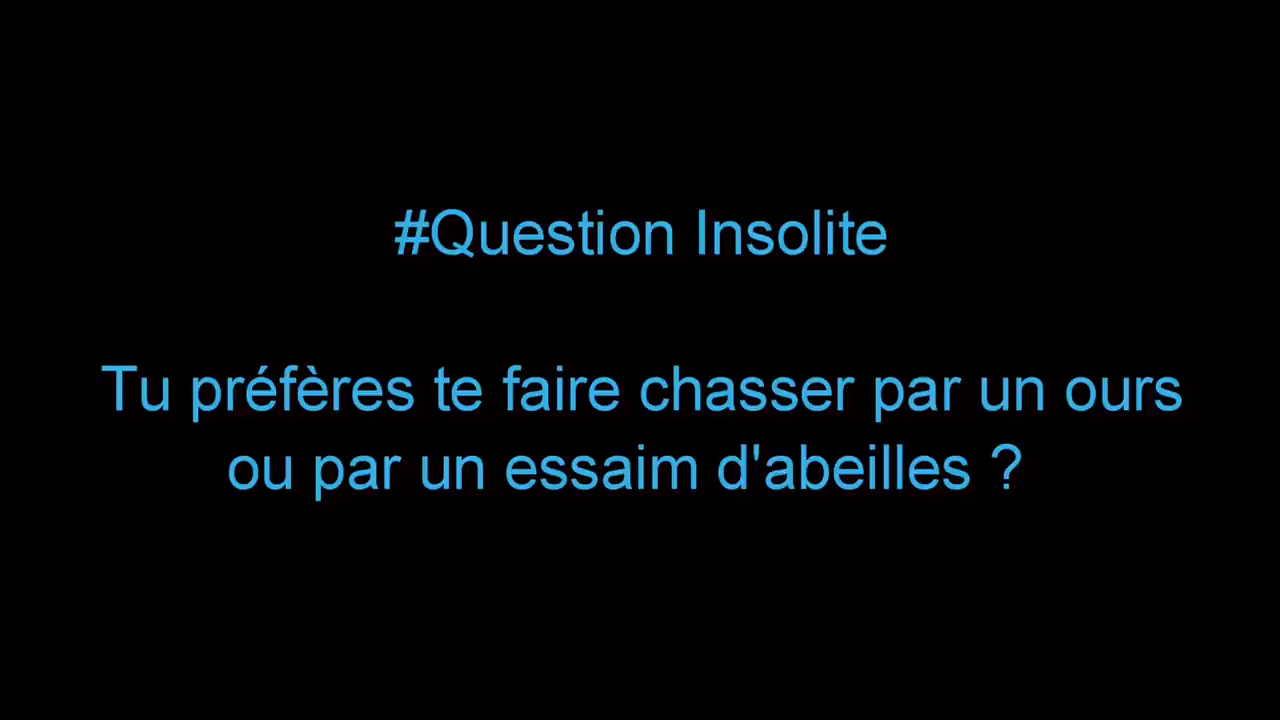 #Question Insolite
Tu préfères te faire chasser par un ours
ou par un essaim d'abeilles ?